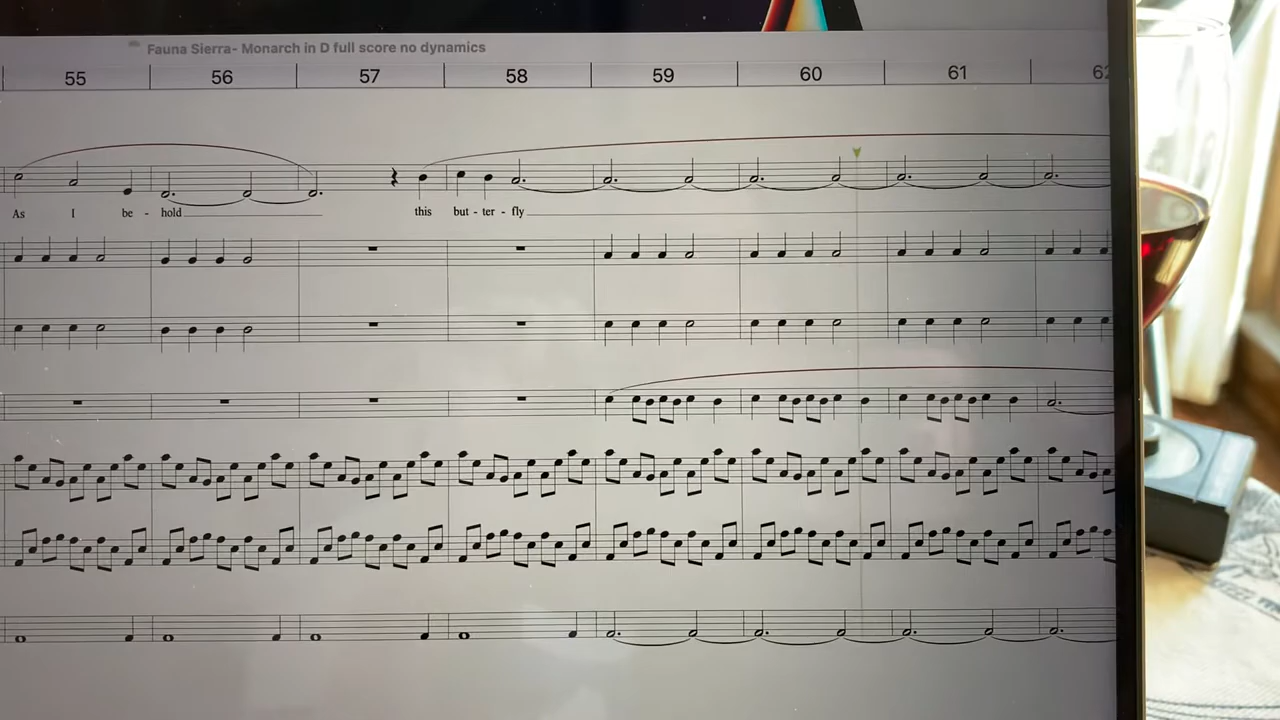 Fauna Sierra- Monarch in D full score no dynamics
55 56 57 58 59 60 61 62
As I be - hold this but - ter - fly